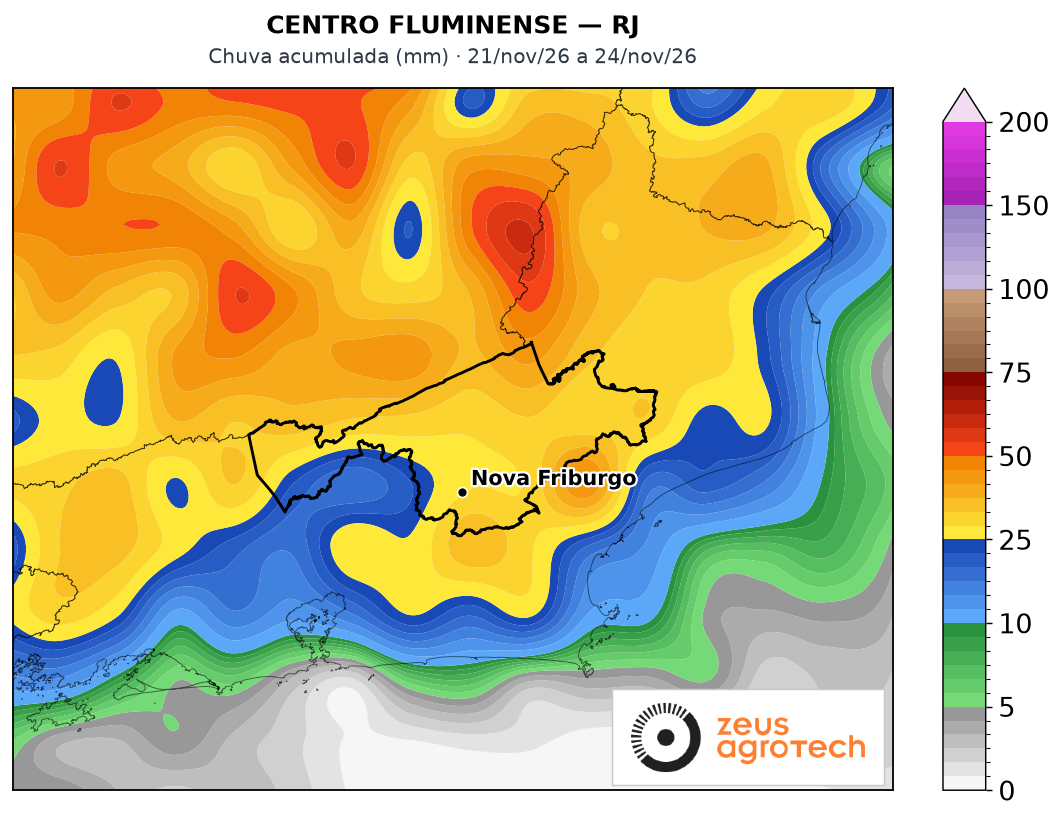 CENTRO FLUMINENSE — RJ
Chuva acumulada (mm) · 21/nov/26 a 24/nov/26
Nova Friburgo
200
150
100
75
50
25
10
5
0
zeus
agrotech